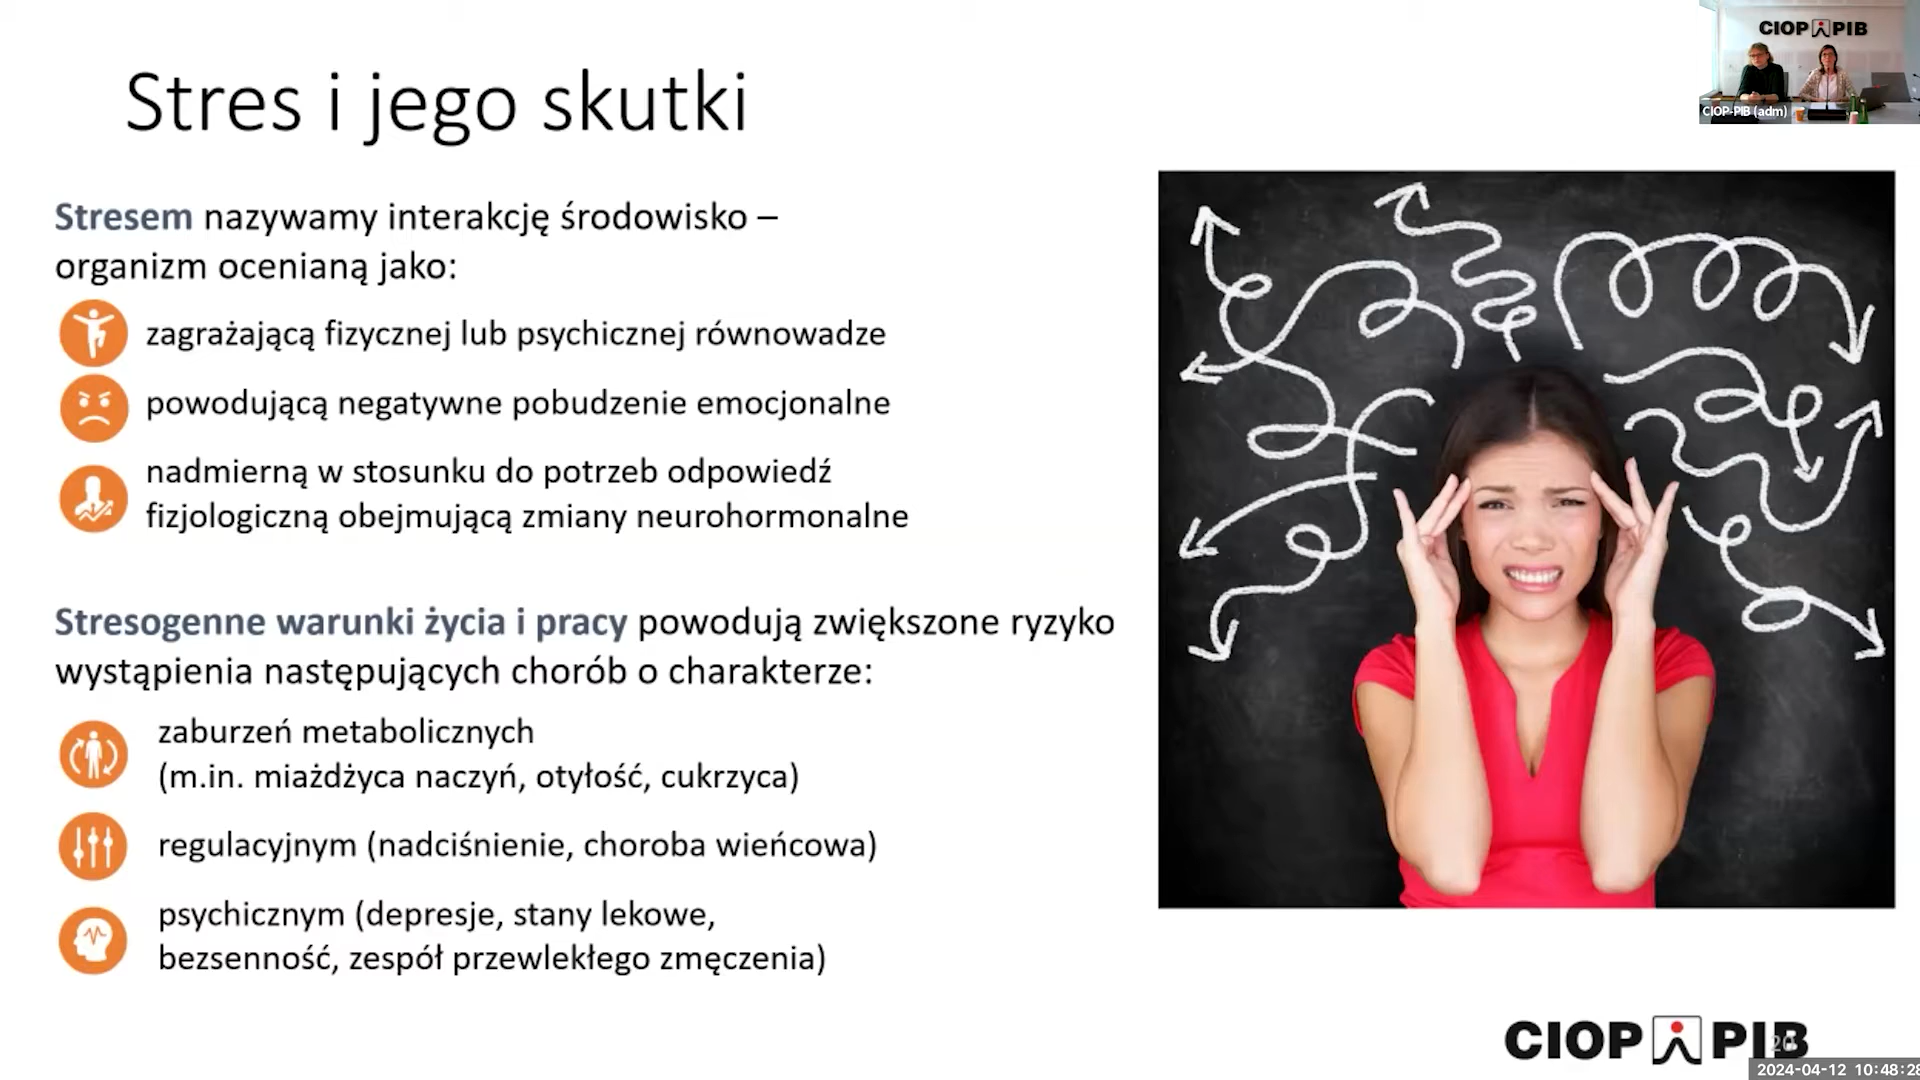 CIOP PIB
CIOP-PIB (adm)
Stres i jego skutki
Stresem nazywamy interakcję środowisko –
organizm ocenianą jako:
zagrażającą fizycznej lub psychicznej równowadze
powodującą negatywne pobudzenie emocjonalne
nadmierną w stosunku do potrzeb odpowiedź
fizjologiczną obejmującą zmiany neurohormonalne
Stresogenne warunki życia i pracy powodują zwiększone ryzyko
wystąpienia następujących chorób o charakterze:
zaburzeń metabolicznych
(m.in. miażdżyca naczyń, otyłość, cukrzyca)
regulacyjnym (nadciśnienie, choroba wieńcowa)
psychicznym (depresje, stany lekowe,
bezsenność, zespół przewlekłego zmęczenia)
CIOP PIB
20
2024-04-12 10:48:28